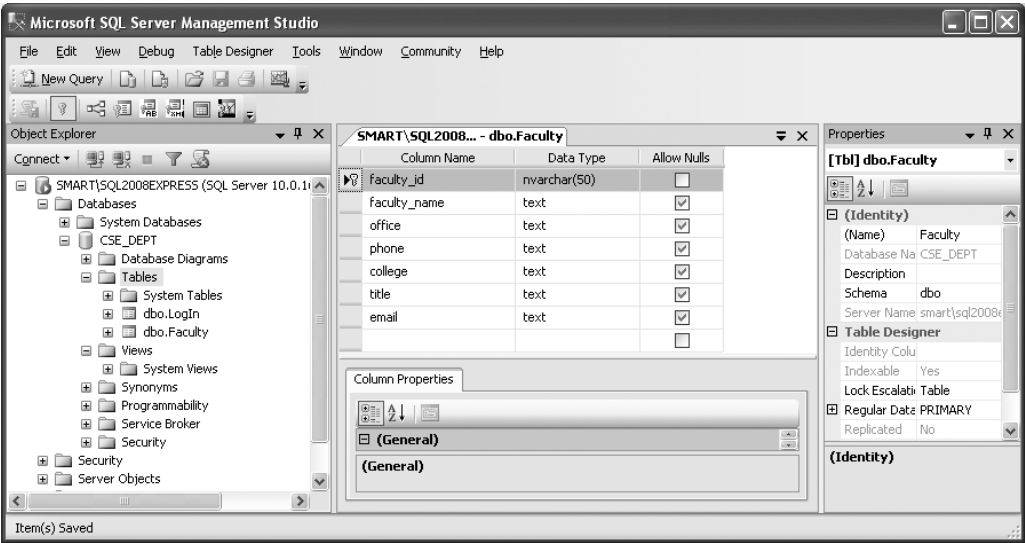 Microsoft SQL Server Management Studio
File Edit View Debug Table Designer Tools Window Community Help
New Query
Object Explorer
Connect
SMART\SQL2008EXPRESS (SQL Server 10.0.1
Databases
System Databases
CSE_DEPT
Database Diagrams
Tables
System Tables
dbo.LogIn
dbo.Faculty
Views
System Views
Synonyms
Programmability
Service Broker
Security
Security
Server Objects
SMART\SQL2008... - dbo.Faculty
Column Name Data Type Allow Nulls
faculty_id nvarchar(50)
faculty_name text
office text
phone text
college text
title text
email text
Column Properties
(General)
(General)
Properties
[Tbl] dbo.Faculty
(Identity)
(Name) Faculty
Database Na CSE_DEPT
Description
Schema dbo
Server Name smart\sql2008e
Table Designer
Identity Colu
Indexable Yes
Lock Escalati Table
Regular Data PRIMARY
Replicated No
(Identity)
Item(s) Saved